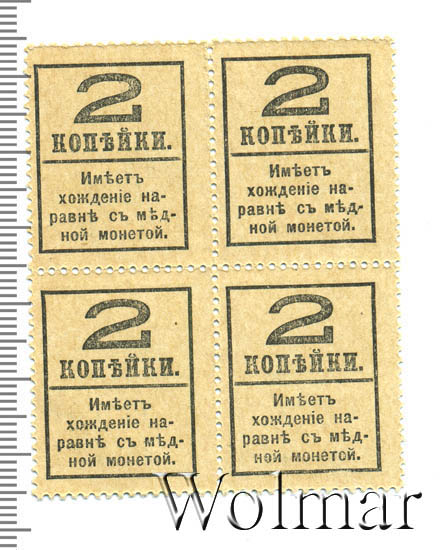 2
КОПѢЙКИ.
Имѣетъ
хожденіе на-
равнѣ съ мѣд-
ной монетой.
2
КОПѢЙКИ.
Имѣетъ
хожденіе на-
равнѣ съ мѣд-
ной монетой.
2
КОПѢЙКИ.
Имѣетъ
хожденіе на-
равнѣ съ мѣд-
ной монетой.
2
КОПѢЙКИ.
Имѣетъ
хожденіе на-
равнѣ съ мѣд-
ной монетой.
Wolmar